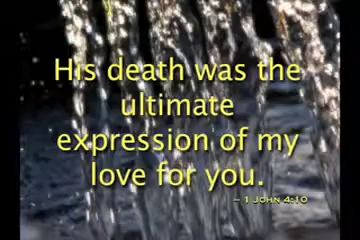 His death was the
ultimate
expression of my
love for you.
– 1 John 4:10